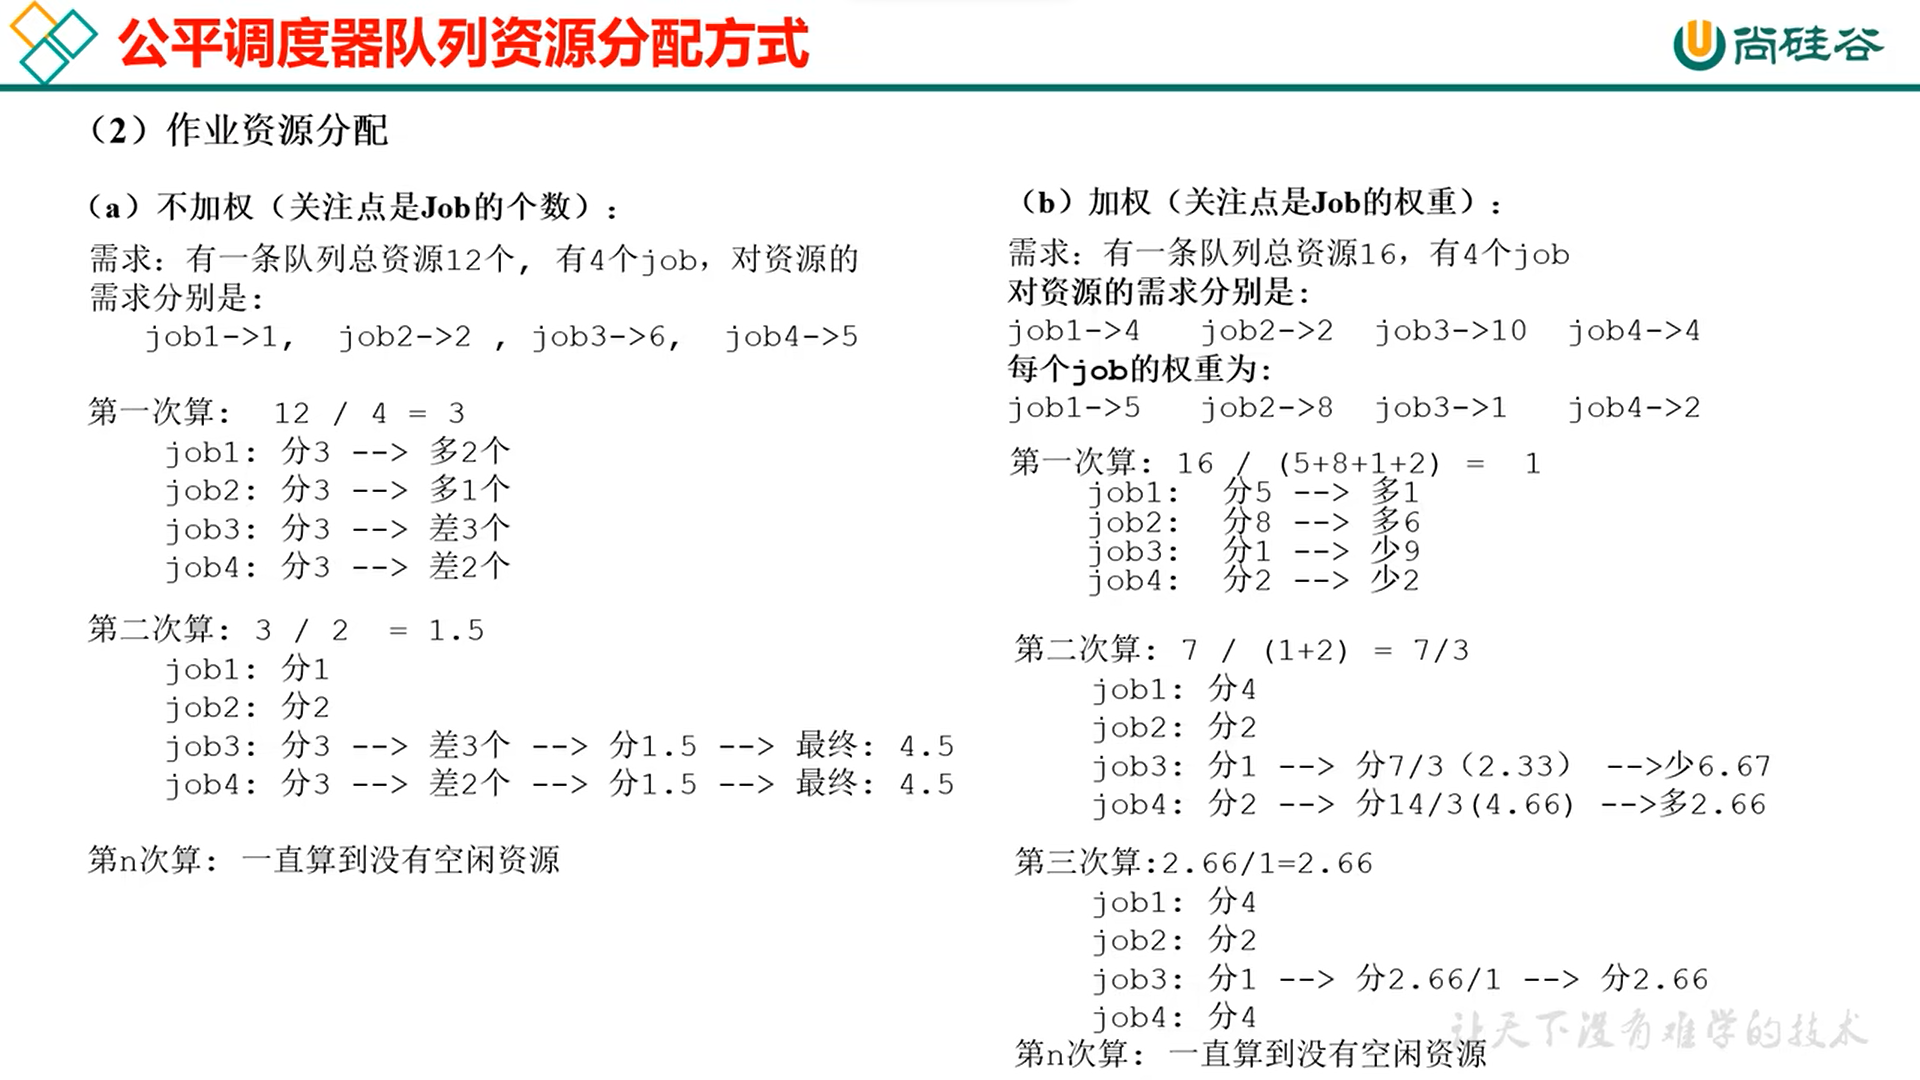 公平调度器队列资源分配方式
尚硅谷
（2）作业资源分配
（a）不加权（关注点是Job的个数）:
需求: 有一条队列总资源12个, 有4个job，对资源的
需求分别是:
job1->1, job2->2 , job3->6, job4->5
第一次算: 12 / 4 = 3
job1: 分3 --> 多2个
job2: 分3 --> 多1个
job3: 分3 --> 差3个
job4: 分3 --> 差2个
第二次算: 3 / 2 = 1.5
job1: 分1
job2: 分2
job3: 分3 --> 差3个 --> 分1.5 --> 最终: 4.5
job4: 分3 --> 差2个 --> 分1.5 --> 最终: 4.5
第n次算: 一直算到没有空闲资源
（b）加权（关注点是Job的权重）:
需求: 有一条队列总资源16，有4个job
对资源的需求分别是:
job1->4 job2->2 job3->10 job4->4
每个job的权重为:
job1->5 job2->8 job3->1 job4->2
第一次算: 16 / (5+8+1+2) = 1
job1: 分5 --> 多1
job2: 分8 --> 多6
job3: 分1 --> 少9
job4: 分2 --> 少2
第二次算: 7 / (1+2) = 7/3
job1: 分4
job2: 分2
job3: 分1 --> 分7/3（2.33） -->少6.67
job4: 分2 --> 分14/3(4.66) -->多2.66
第三次算:2.66/1=2.66
job1: 分4
job2: 分2
job3: 分1 --> 分2.66/1 --> 分2.66
job4: 分4
第n次算: 一直算到没有空闲资源
让天下没有难学的技术